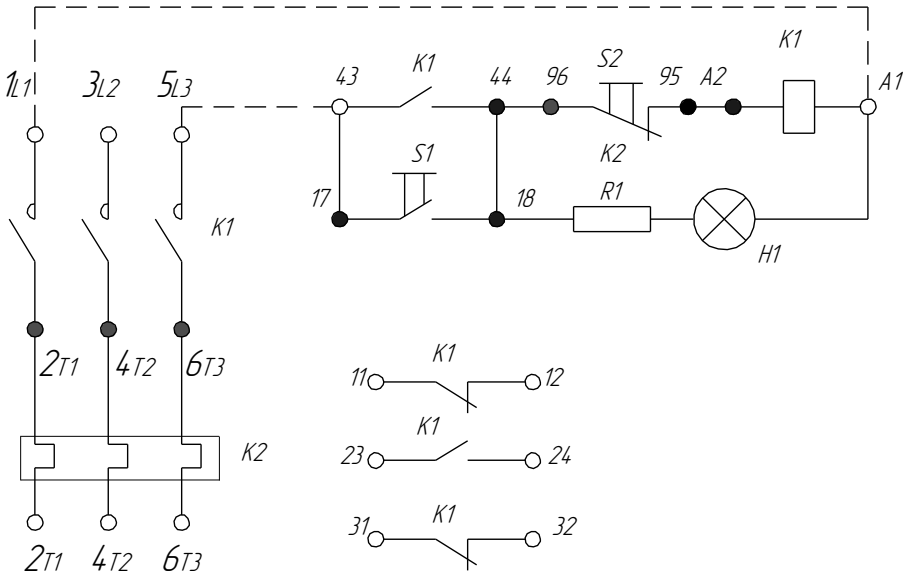 1L1 3L2 5L3 43 K1 44 96 S2 95 A2 K1 A1
S1 K2
17 18 R1
K1 H1
2T1 4T2 6T3
11 K1 12
K1
K2 23 24
31 K1 32
2T1 4T2 6T3